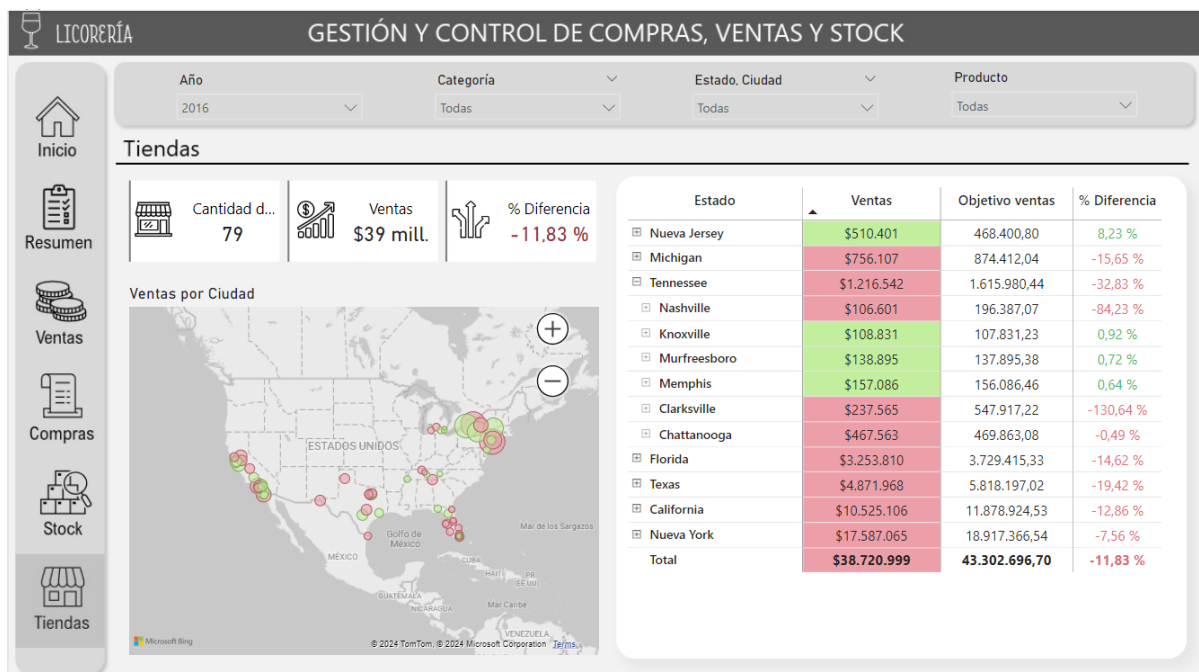 LICORERÍA
GESTIÓN Y CONTROL DE COMPRAS, VENTAS Y STOCK
Año
Categoría
Estado, Ciudad
Producto
2016
Todas
Todas
Todas
Inicio
Resumen
Ventas
Compras
Stock
Tiendas
Tiendas
Cantidad d...
79
Ventas
$39 mill.
% Diferencia
-11,83 %
Ventas por Ciudad
ESTADOS UNIDOS
MÉXICO
Golfo de
México
Mar de los Sargazos
CUBA
HAITÍ
PR
(EE UU)
GUATEMALA
NICARAGUA
Mar Caribe
VENEZUELA
Microsoft Bing
© 2024 TomTom, © 2024 Microsoft Corporation Terms
Estado Ventas Objetivo ventas % Diferencia
Nueva Jersey $510.401 468.400,80 8,23 %
Michigan $756.107 874.412,04 -15,65 %
Tennessee $1.216.542 1.615.980,44 -32,83 %
Nashville $106.601 196.387,07 -84,23 %
Knoxville $108.831 107.831,23 0,92 %
Murfreesboro $138.895 137.895,38 0,72 %
Memphis $157.086 156.086,46 0,64 %
Clarksville $237.565 547.917,22 -130,64 %
Chattanooga $467.563 469.863,08 -0,49 %
Florida $3.253.810 3.729.415,33 -14,62 %
Texas $4.871.968 5.818.197,02 -19,42 %
California $10.525.106 11.878.924,53 -12,86 %
Nueva York $17.587.065 18.917.366,54 -7,56 %
Total $38.720.999 43.302.696,70 -11,83 %